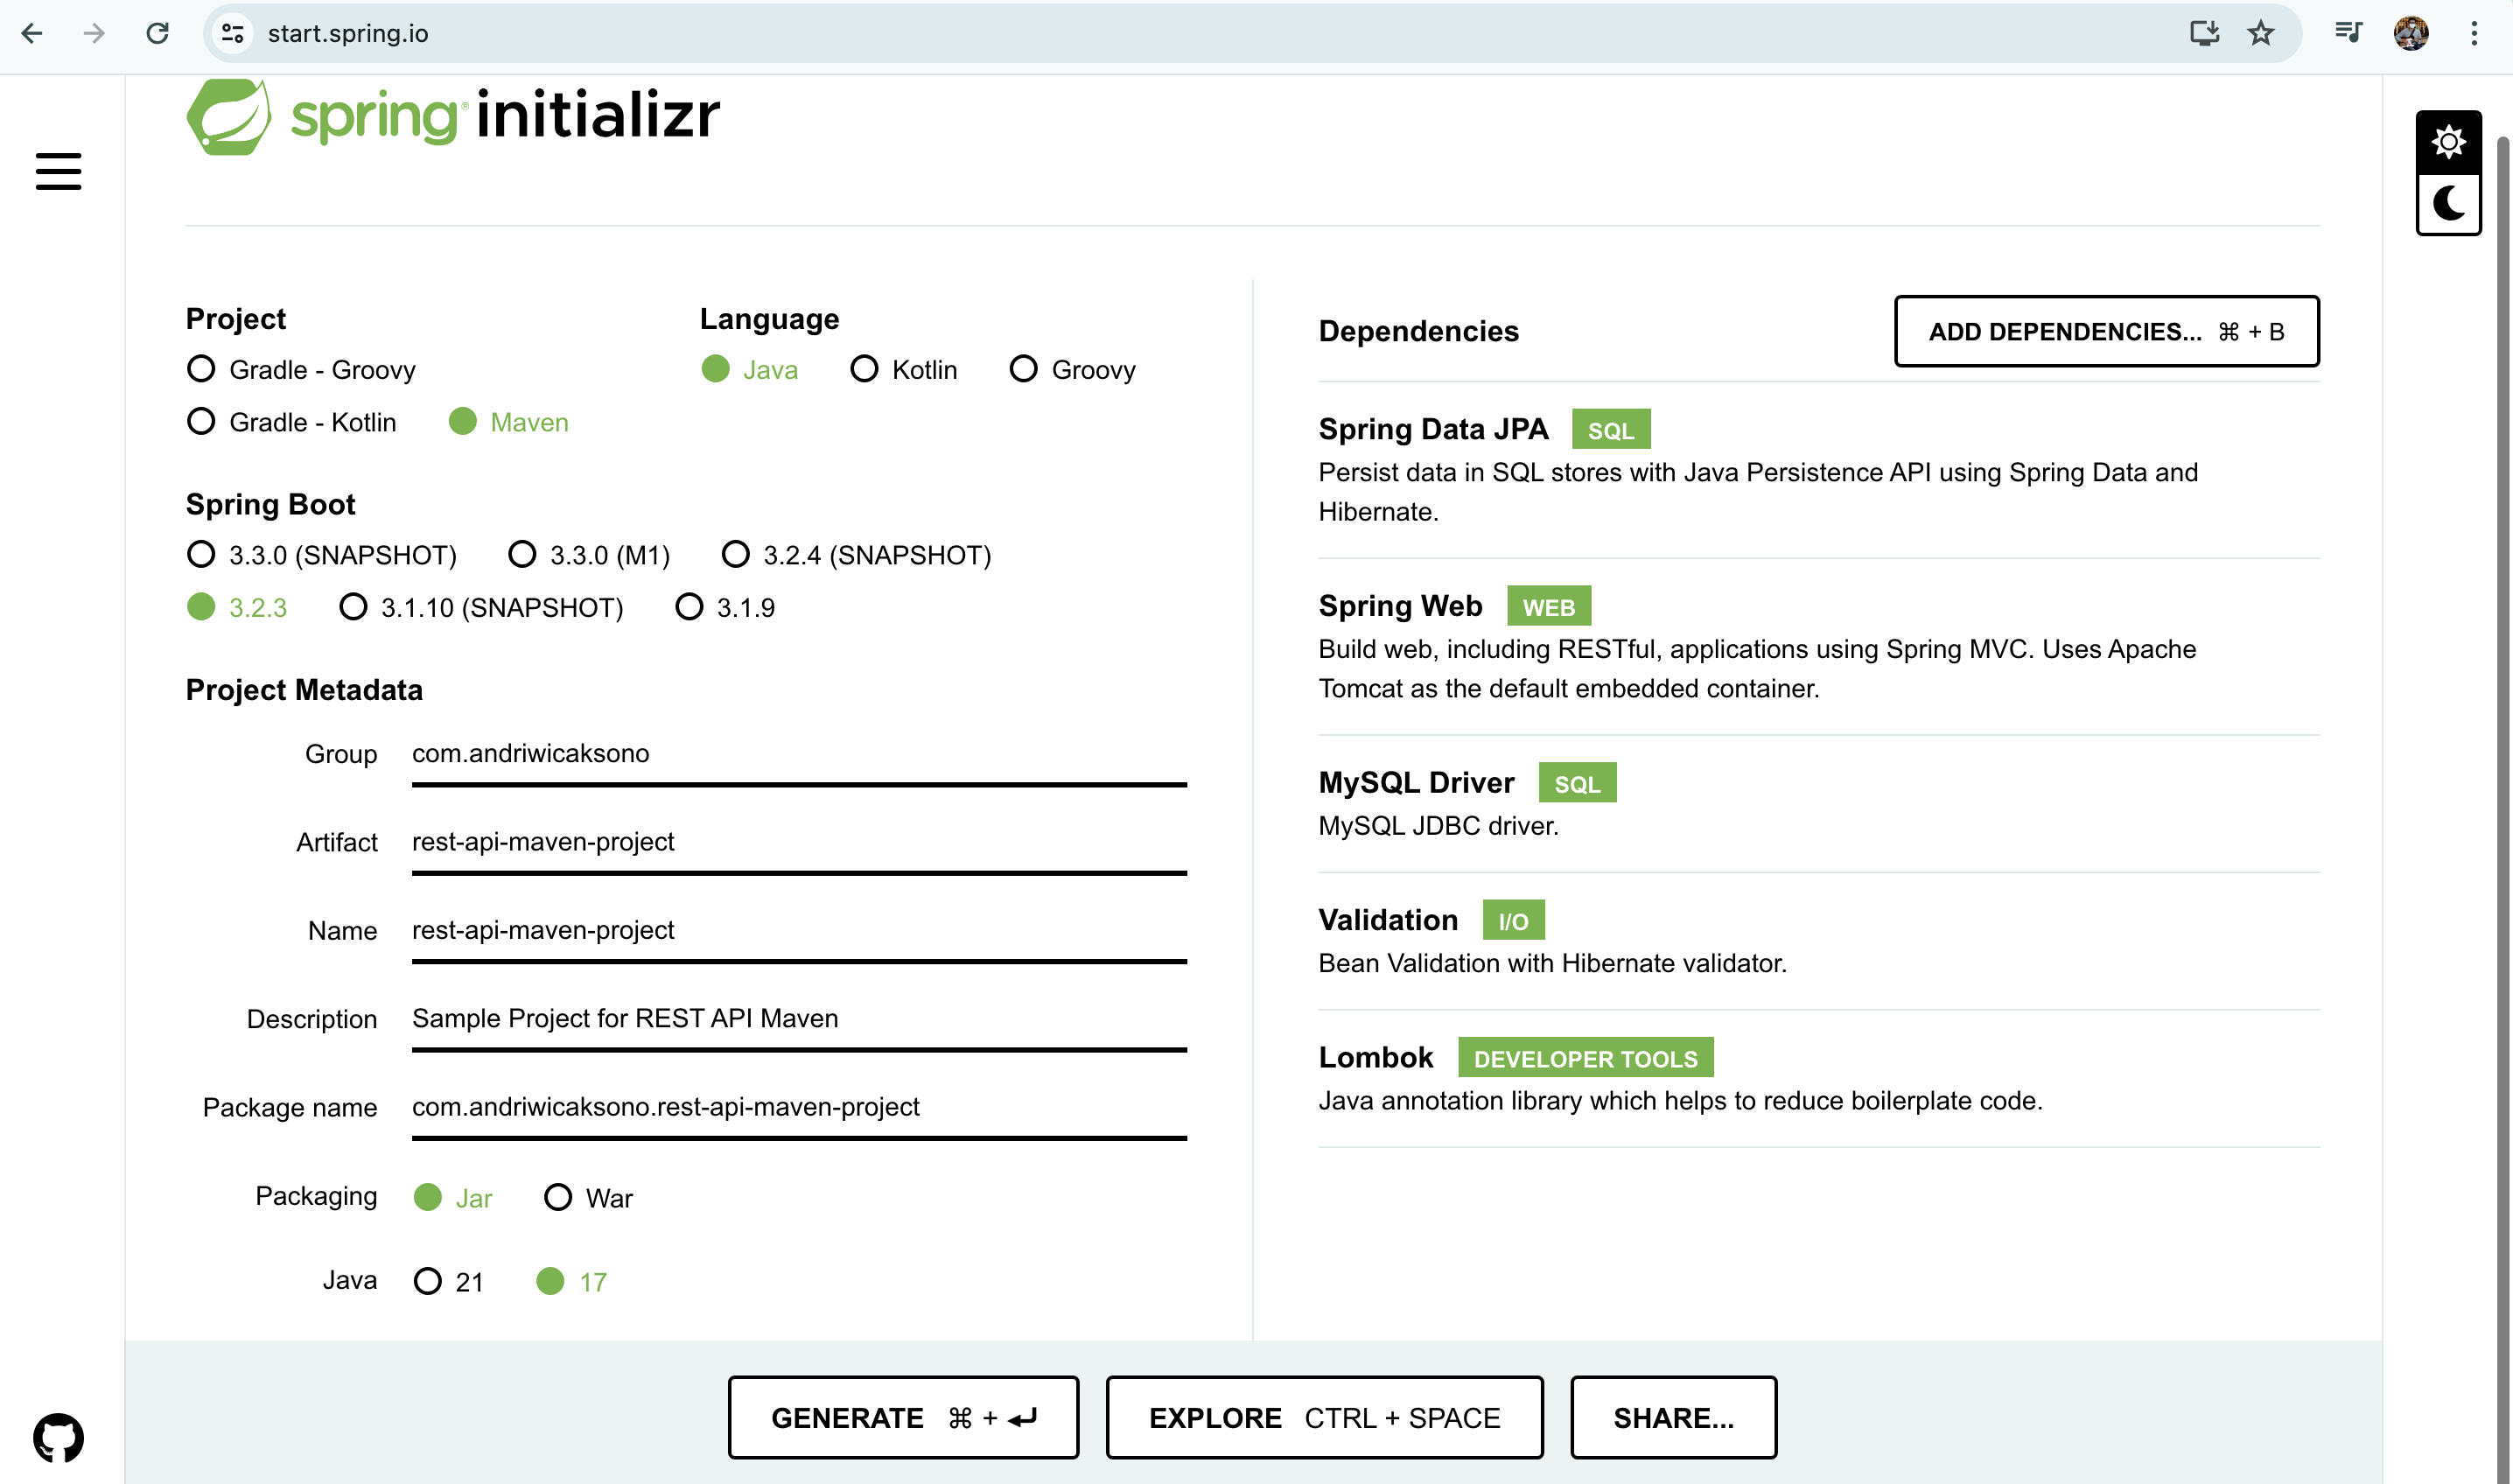 start.spring.io
spring® initializr
Project
Gradle - Groovy
Gradle - Kotlin Maven
Language
Java Kotlin Groovy
Spring Boot
3.3.0 (SNAPSHOT) 3.3.0 (M1) 3.2.4 (SNAPSHOT)
3.2.3 3.1.10 (SNAPSHOT) 3.1.9
Project Metadata
Group com.andriwicaksono
Artifact rest-api-maven-project
Name rest-api-maven-project
Description Sample Project for REST API Maven
Package name com.andriwicaksono.rest-api-maven-project
Packaging Jar War
Java 21 17
Dependencies ADD DEPENDENCIES... ⌘ + B
Spring Data JPA SQL
Persist data in SQL stores with Java Persistence API using Spring Data and
Hibernate.
Spring Web WEB
Build web, including RESTful, applications using Spring MVC. Uses Apache
Tomcat as the default embedded container.
MySQL Driver SQL
MySQL JDBC driver.
Validation I/O
Bean Validation with Hibernate validator.
Lombok DEVELOPER TOOLS
Java annotation library which helps to reduce boilerplate code.
GENERATE ⌘ + ⏎ EXPLORE CTRL + SPACE SHARE...